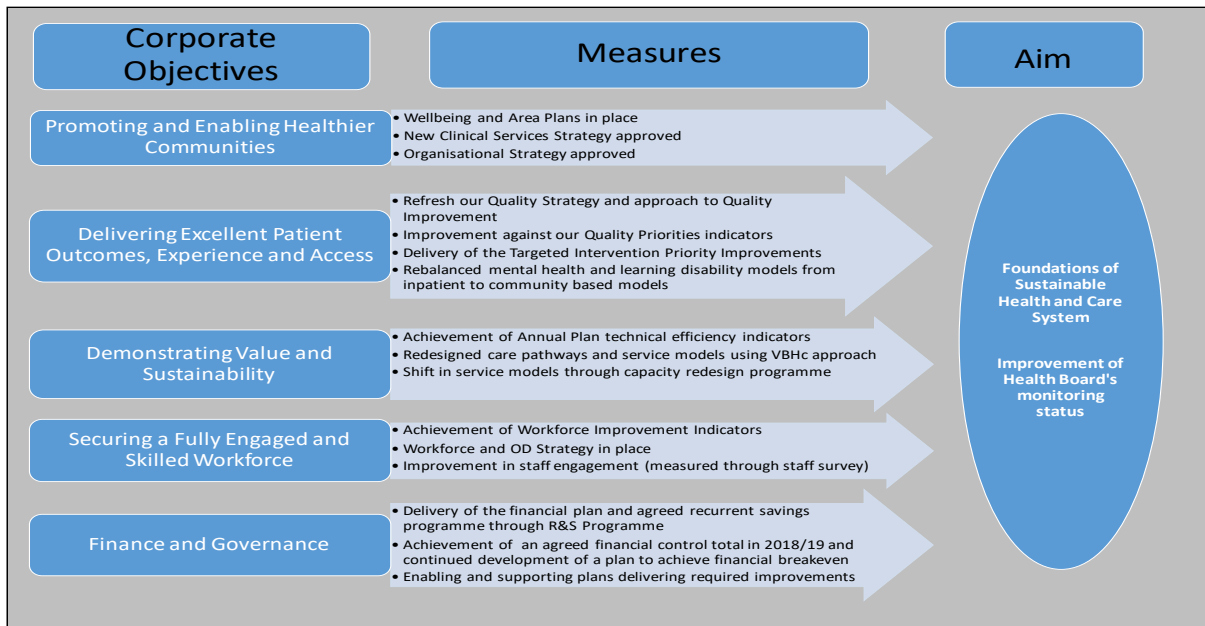 Corporate
Objectives
Measures
Aim
Promoting and Enabling Healthier
Communities
• Wellbeing and Area Plans in place
• New Clinical Services Strategy approved
• Organisational Strategy approved
Delivering Excellent Patient
Outcomes, Experience and Access
• Refresh our Quality Strategy and approach to Quality
Improvement
• Improvement against our Quality Priorities indicators
• Delivery of the Targeted Intervention Priority Improvements
• Rebalanced mental health and learning disability models from
inpatient to community based models
Demonstrating Value and
Sustainability
• Achievement of Annual Plan technical efficiency indicators
• Redesigned care pathways and service models using VBHc approach
• Shift in service models through capacity redesign programme
Securing a Fully Engaged and
Skilled Workforce
• Achievement of Workforce Improvement Indicators
• Workforce and OD Strategy in place
• Improvement in staff engagement (measured through staff survey)
Finance and Governance
• Delivery of the financial plan and agreed recurrent savings
programme through R&S Programme
• Achievement of an agreed financial control total in 2018/19 and
continued development of a plan to achieve financial breakeven
• Enabling and supporting plans delivering required improvements
Foundations of
Sustainable
Health and Care
System
Improvement of
Health Board's
monitoring
status